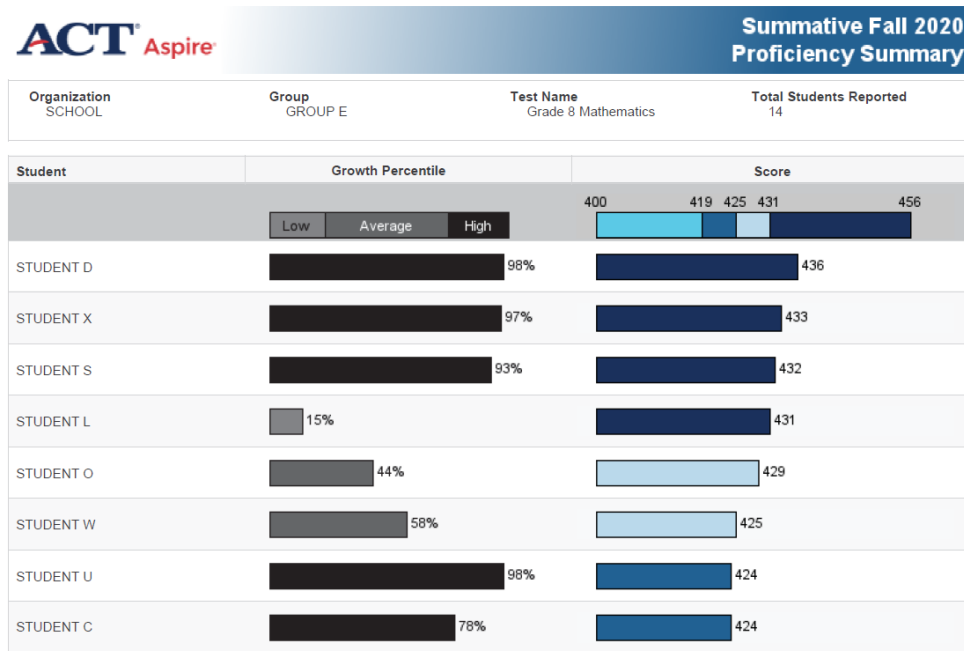 ACT® Aspire®
Summative Fall 2020
Proficiency Summary
Organization Group Test Name Total Students Reported
SCHOOL GROUP E Grade 8 Mathematics 14
Student Growth Percentile Score
400 419 425 431 456
Low Average High
STUDENT D 98% 436
STUDENT X 97% 433
STUDENT S 93% 432
STUDENT L 15% 431
STUDENT O 44% 429
STUDENT W 58% 425
STUDENT U 98% 424
STUDENT C 78% 424